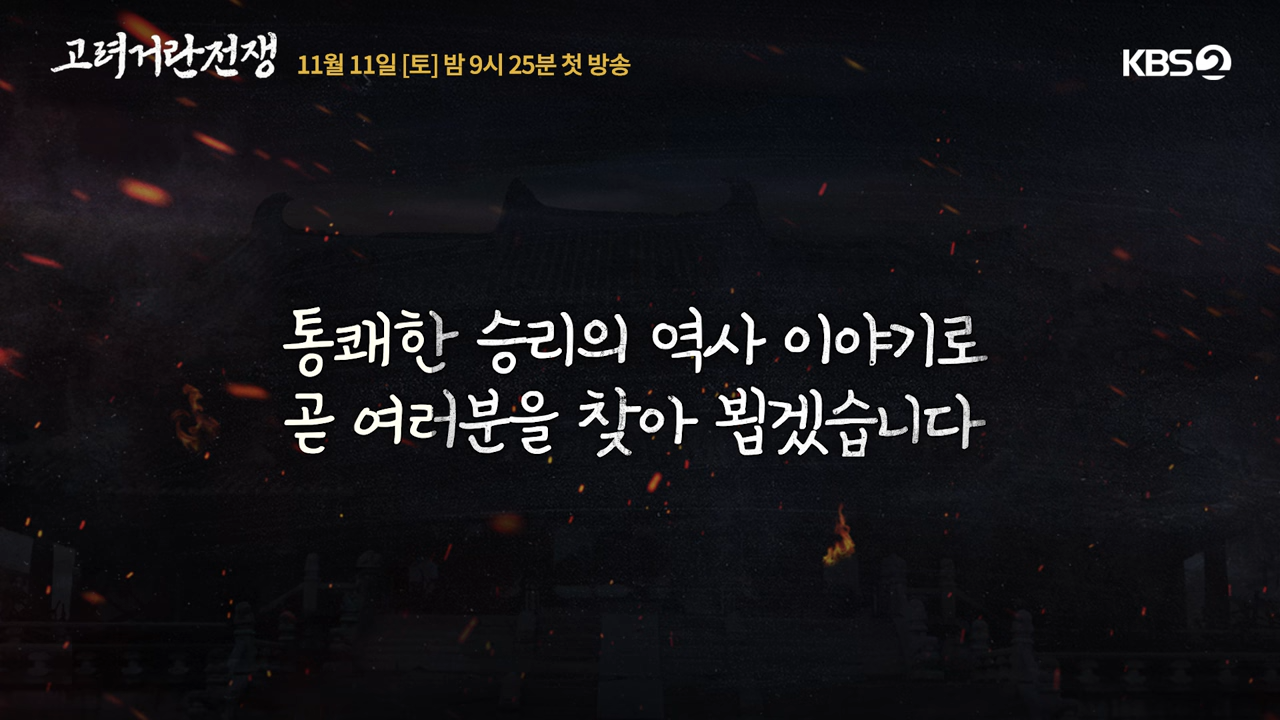 고려거란전쟁 11월 11일 [토] 밤 9시 25분 첫 방송
KBS2
통쾌한 승리의 역사 이야기로
곧 여러분을 찾아 뵙겠습니다